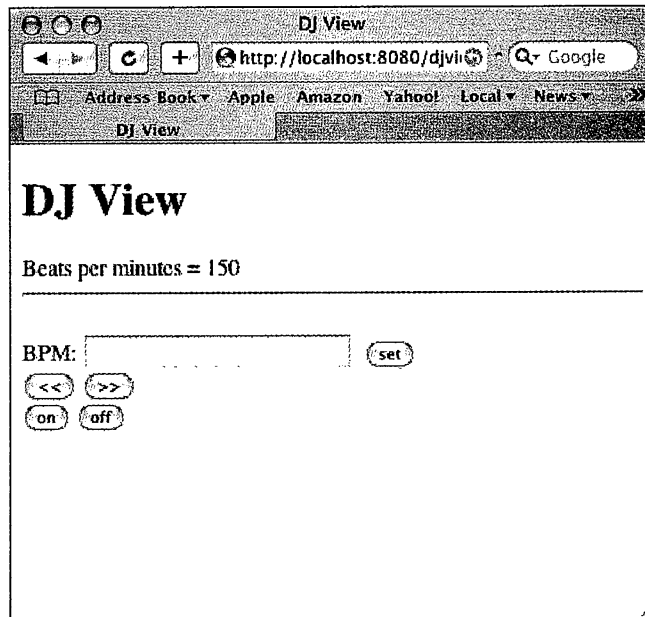 DJ View
+ http://localhost:8080/djvi Q Google
Address Book Apple Amazon Yahoo! Local News >>
DJ View
DJ View
Beats per minutes = 150
BPM: set
<< >>
on off